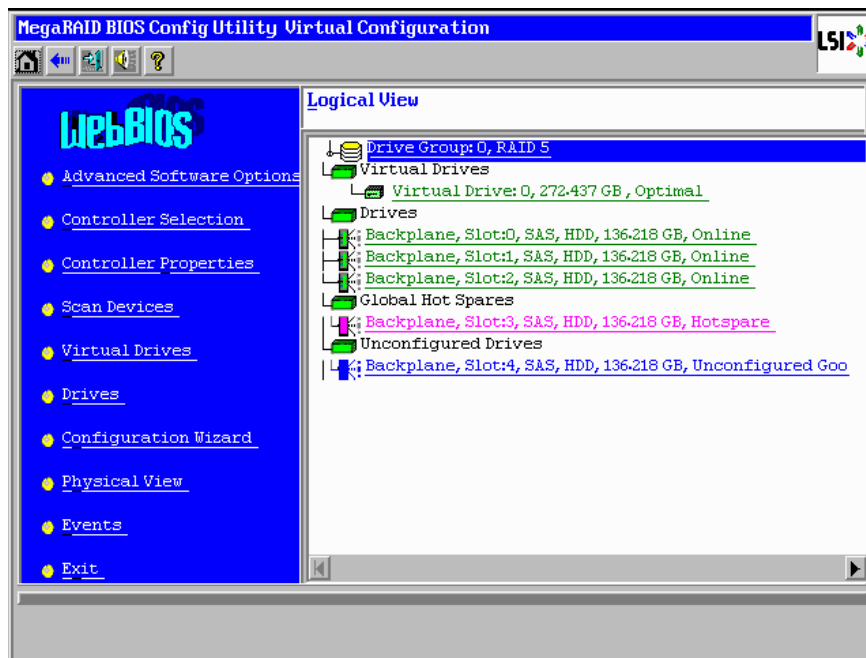 MegaRAID BIOS Config Utility Virtual Configuration
LSI
?
WebBIOS
Advanced Software Options
Controller Selection
Controller Properties
Scan Devices
Virtual Drives
Drives
Configuration Wizard
Physical View
Events
Exit
Logical View
Drive Group: 0, RAID 5
Virtual Drives
Virtual Drive: 0, 272.437 GB , Optimal
Drives
Backplane, Slot:0, SAS, HDD, 136.218 GB, Online
Backplane, Slot:1, SAS, HDD, 136.218 GB, Online
Backplane, Slot:2, SAS, HDD, 136.218 GB, Online
Global Hot Spares
Backplane, Slot:3, SAS, HDD, 136.218 GB, Hotspare
Unconfigured Drives
Backplane, Slot:4, SAS, HDD, 136.218 GB, Unconfigured Goo